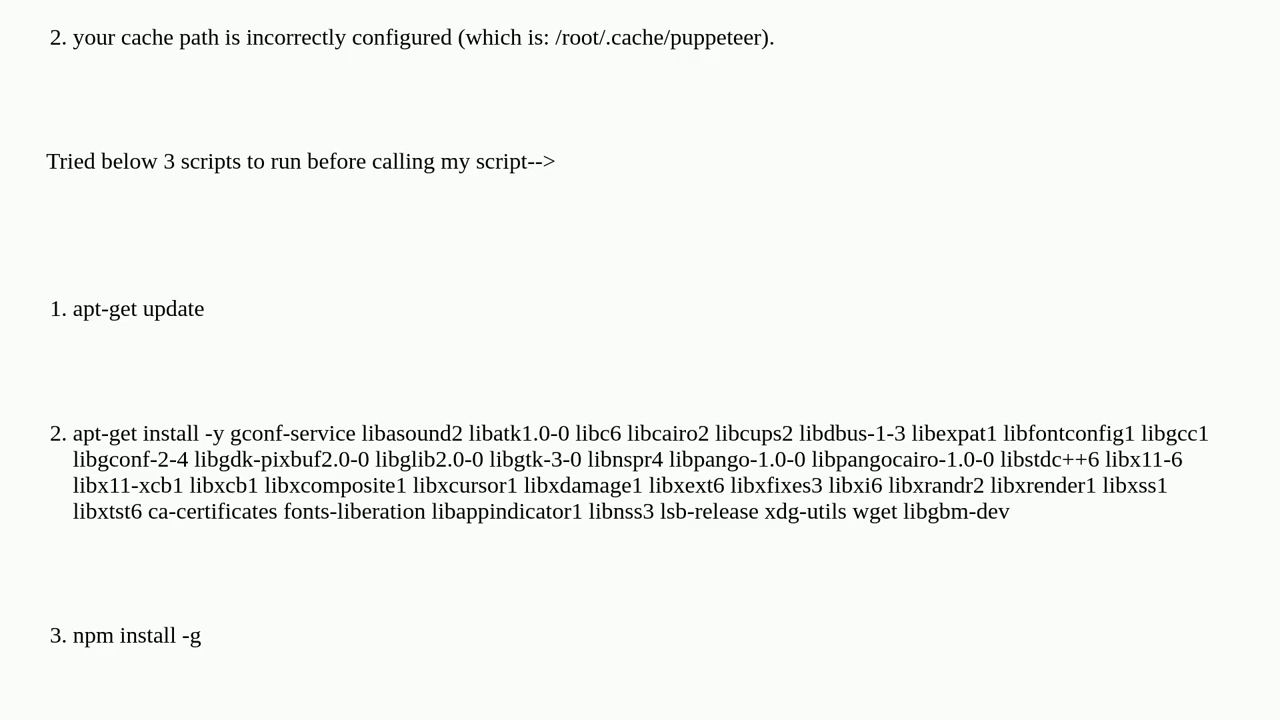 2. your cache path is incorrectly configured (which is: /root/.cache/puppeteer).
Tried below 3 scripts to run before calling my script-->
1. apt-get update
2. apt-get install -y gconf-service libasound2 libatk1.0-0 libc6 libcairo2 libcups2 libdbus-1-3 libexpat1 libfontconfig1 libgcc1
libgconf-2-4 libgdk-pixbuf2.0-0 libglib2.0-0 libgtk-3-0 libnspr4 libpango-1.0-0 libpangocairo-1.0-0 libstdc++6 libx11-6
libx11-xcb1 libxcb1 libxcomposite1 libxcursor1 libxdamage1 libxext6 libxfixes3 libxi6 libxrandr2 libxrender1 libxss1
libxtst6 ca-certificates fonts-liberation libappindicator1 libnss3 lsb-release xdg-utils wget libgbm-dev
3. npm install -g